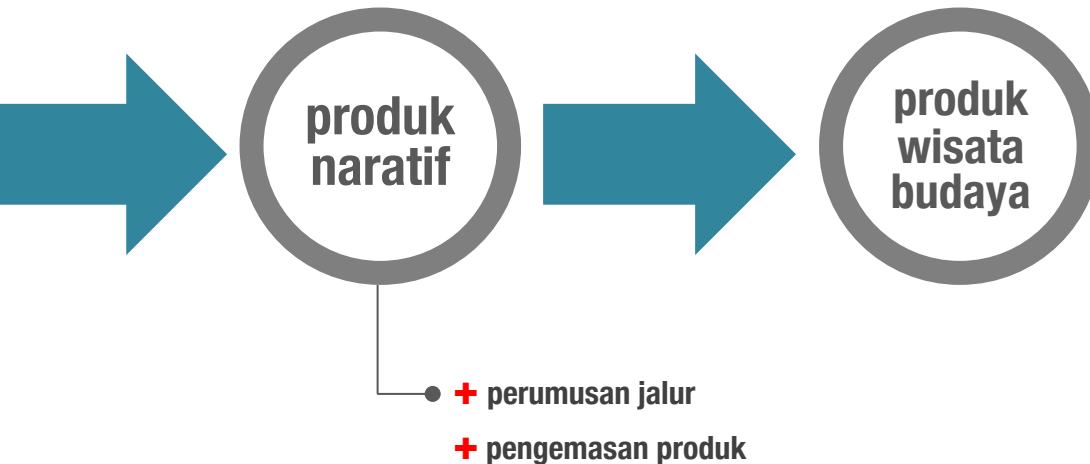 produk
naratif
produk
wisata
budaya
+ perumusan jalur
+ pengemasan produk